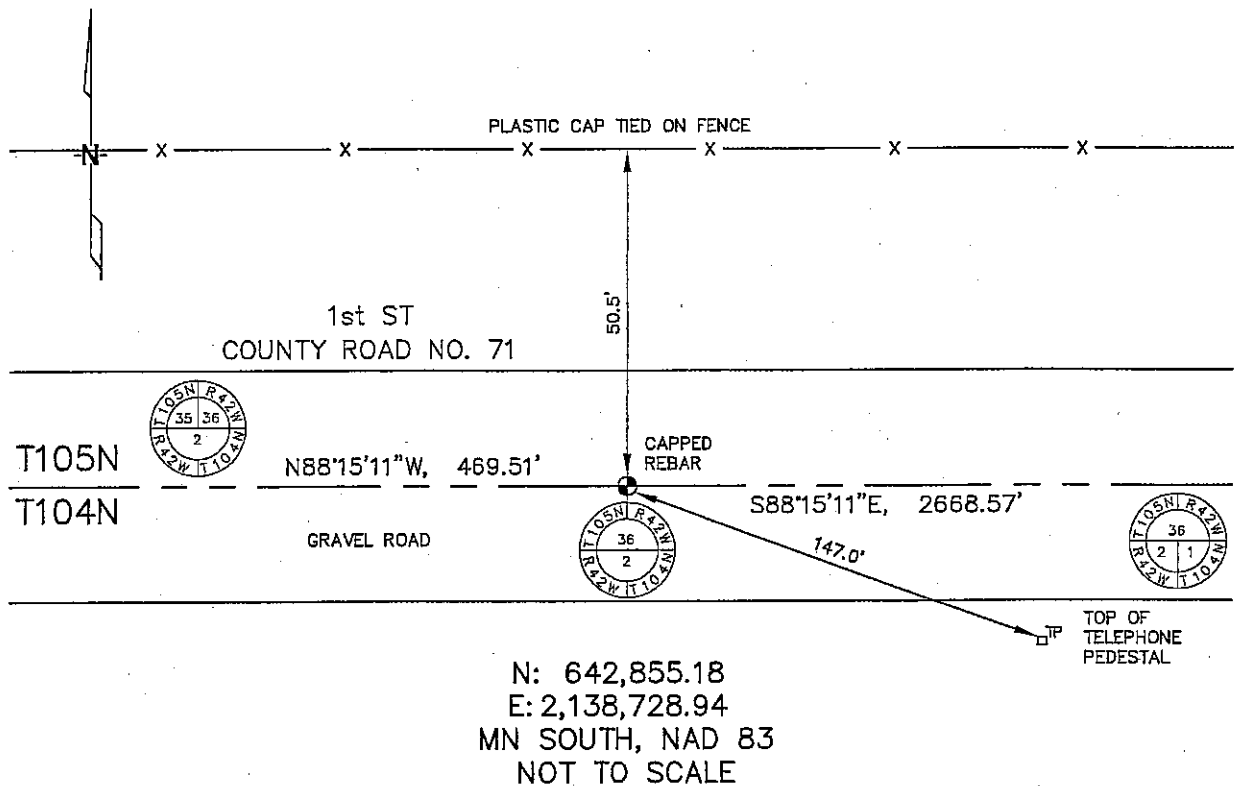 PLASTIC CAP TIED ON FENCE
N X X X X X X
50.5'
1st ST
COUNTY ROAD NO. 71
T105N R42W
35 36
2
R42W T104N
T105N
N88°15'11"W, 469.51'
CAPPED
REBAR
T104N
S88°15'11"E, 2668.57'
GRAVEL ROAD
T105N R42W
36
2
R42W T104N
147.0'
T105N R42W
36
2 1
R42W T104N
TP
TOP OF
TELEPHONE
PEDESTAL
N: 642,855.18
E: 2,138,728.94
MN SOUTH, NAD 83
NOT TO SCALE